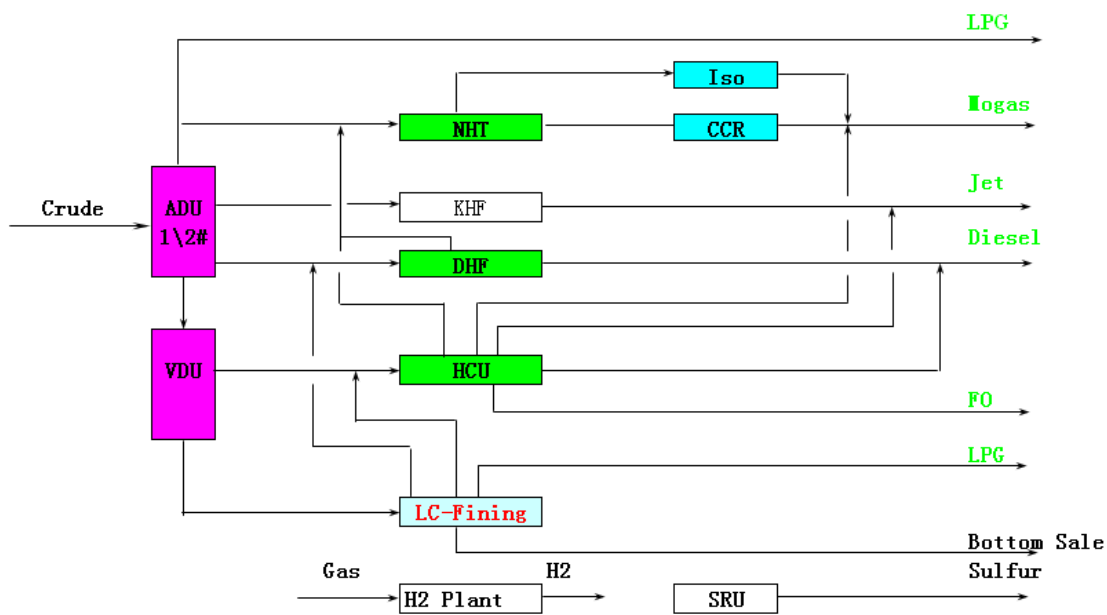 LPG
Iso
Mogas
NHT
CCR
Jet
Crude
ADU
1\2#
KHF
Diesel
DHF
VDU
HCU
FO
LPG
LC-Fining
Bottom Sale
Gas
H2
Sulfur
H2 Plant
SRU